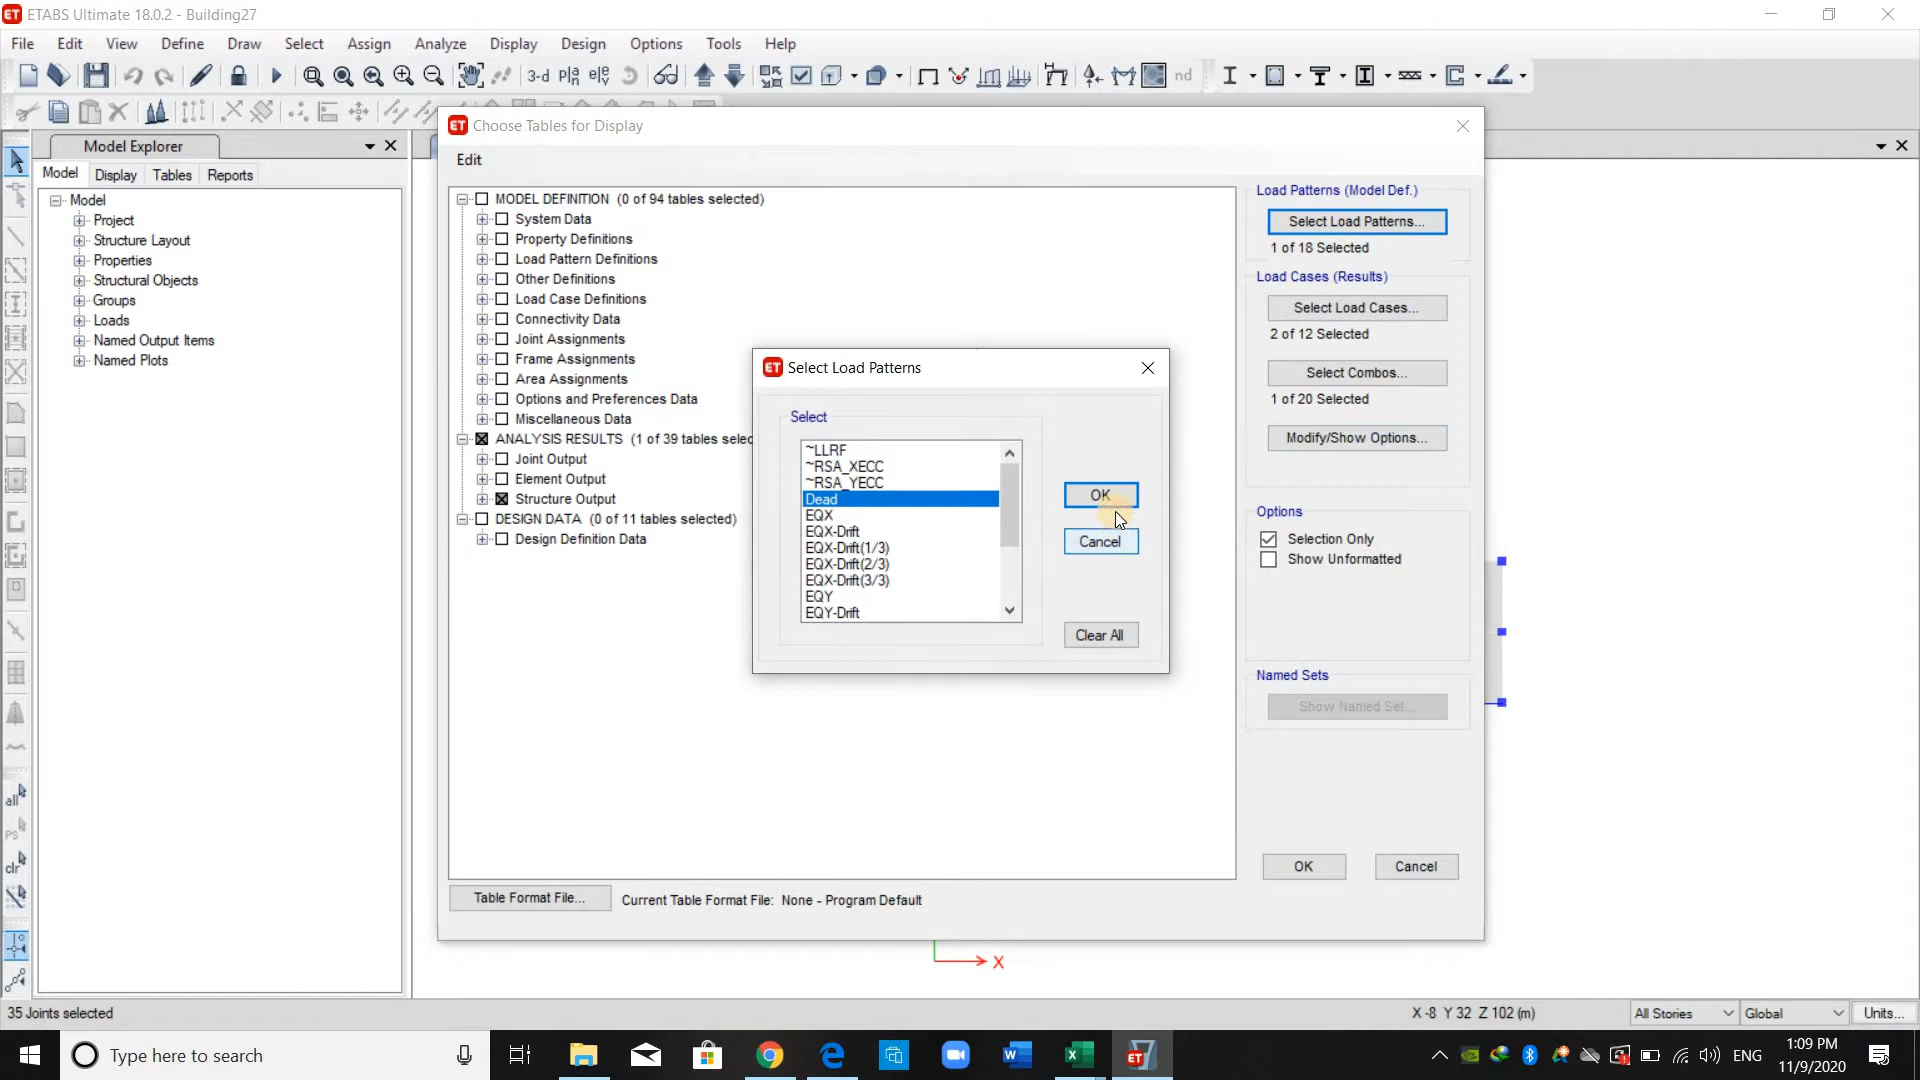 ET ETABS Ultimate 18.0.2 - Building27
File Edit View Define Draw Select Assign Analyze Display Design Options Tools Help
3-d nd
Model Explorer
Model Display Tables Reports
Model
Project
Structure Layout
Properties
Structural Objects
Groups
Loads
Named Output Items
Named Plots
ET Choose Tables for Display
Edit
MODEL DEFINITION (0 of 94 tables selected)
System Data
Property Definitions
Load Pattern Definitions
Other Definitions
Load Case Definitions
Connectivity Data
Joint Assignments
Frame Assignments
Area Assignments
Options and Preferences Data
Miscellaneous Data
ANALYSIS RESULTS (1 of 39 tables selec
Joint Output
Element Output
Structure Output
DESIGN DATA (0 of 11 tables selected)
Design Definition Data
Load Patterns (Model Def.)
Select Load Patterns...
1 of 18 Selected
Load Cases (Results)
Select Load Cases...
2 of 12 Selected
Select Combos...
1 of 20 Selected
Modify/Show Options...
Options
Selection Only
Show Unformatted
Named Sets
Show Named Set...
OK Cancel
Table Format File... Current Table Format File: None - Program Default
ET Select Load Patterns
Select
~LLRF
~RSA_XECC
~RSA_YECC
Dead
EQX
EQX-Drift
EQX-Drift(1/3)
EQX-Drift(2/3)
EQX-Drift(3/3)
EQY
EQY-Drift
OK
Cancel
Clear All
X
all
PS
clr
35 Joints selected X -8 Y 32 Z 102 (m) All Stories Global Units...
Type here to search
ENG
1:09 PM
11/9/2020